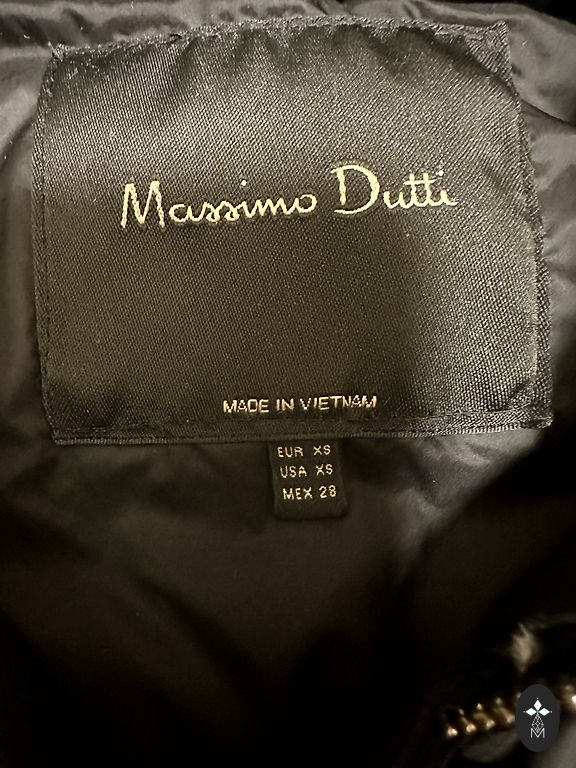 Massimo Dutti
MADE IN VIETNAM
EUR XS
USA XS
MEX 28
M